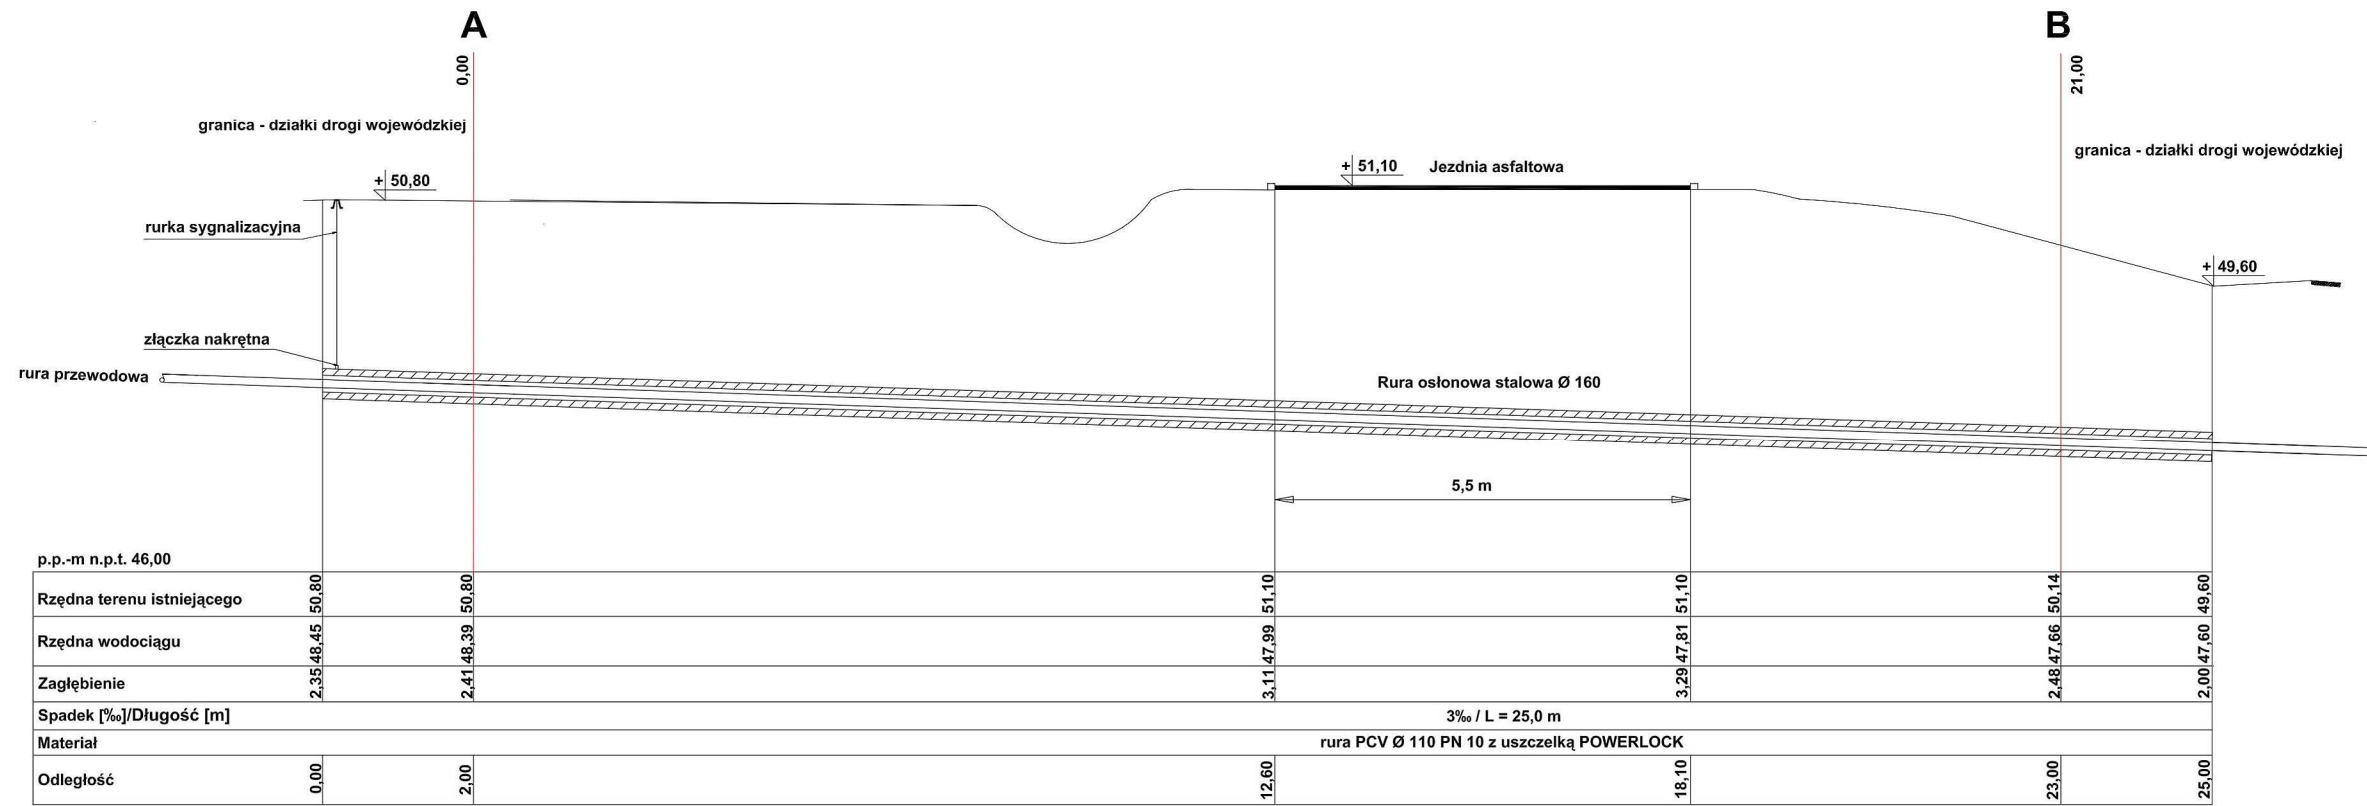 A
B
0,00
21,00
granica - działki drogi wojewódzkiej
granica - działki drogi wojewódzkiej
+ 51,10
Jezdnia asfaltowa
+ 50,80
rurka sygnalizacyjna
+ 49,60
złączka nakrętna
rura przewodowa
Rura osłonowa stalowa Ø 160
5,5 m
p.p.-m n.p.t. 46,00
Rzędna terenu istniejącego 50,80 50,80 51,10 51,10 50,14 49,60
Rzędna wodociągu 48,45 48,39 47,99 47,81 47,66 47,60
Zagłębienie 2,35 2,41 3,11 3,29 2,48 2,00
Spadek [‰]/Długość [m] 3‰ / L = 25,0 m
Materiał rura PCV Ø 110 PN 10 z uszczelką POWERLOCK
Odległość 0,00 2,00 12,60 18,10 23,00 25,00